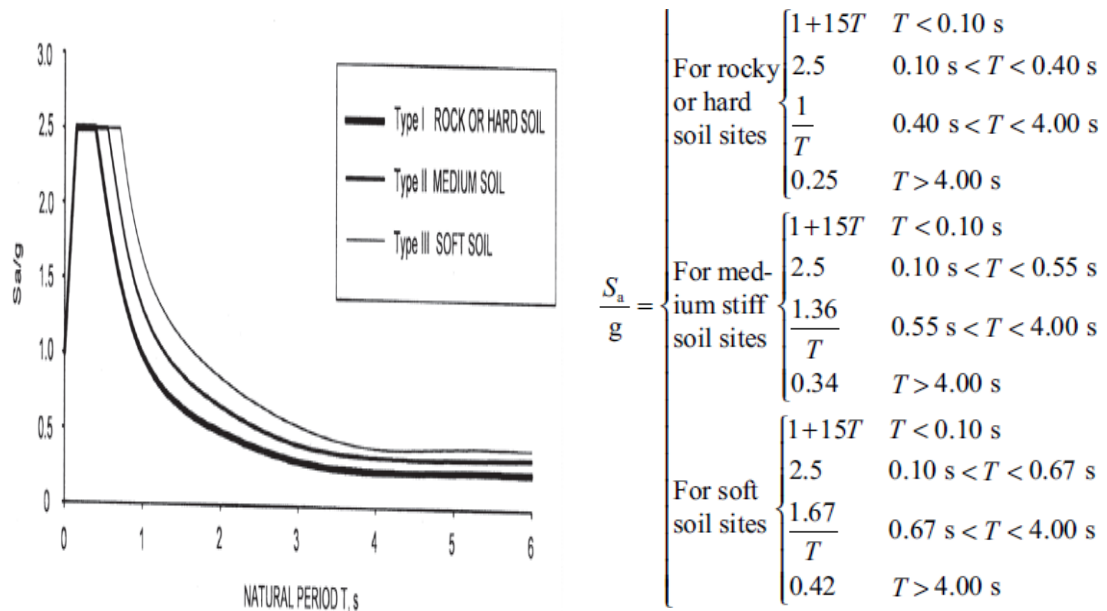 3.0
2.5
2.0
1.5
1.0
0.5
0
Sa/g
Type I ROCK OR HARD SOIL
Type II MEDIUM SOIL
Type III SOFT SOIL
0 1 2 3 4 5 6
NATURAL PERIOD T, s
S_a/g =
For rocky or hard soil sites
1+15T T < 0.10 s
2.5 0.10 s < T < 0.40 s
1/T 0.40 s < T < 4.00 s
0.25 T > 4.00 s
For med-
ium stiff
soil sites
1+15T T < 0.10 s
2.5 0.10 s < T < 0.55 s
1.36/T 0.55 s < T < 4.00 s
0.34 T > 4.00 s
For soft
soil sites
1+15T T < 0.10 s
2.5 0.10 s < T < 0.67 s
1.67/T 0.67 s < T < 4.00 s
0.42 T > 4.00 s